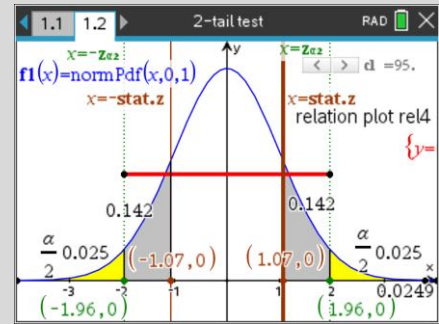 1.1 1.2 2-tail test RAD
x=-zα2 y x=zα2
f1(x)=normPdf(x,0,1) d =95.
x=-stat.z x=stat.z
relation plot rel4
{y=
0.142 0.142
α/2 0.025 (-1.07,0) (1.07,0) α/2 0.025
x
-3 -2 -1 1 2 0.0249
(-1.96,0) (1.96,0)